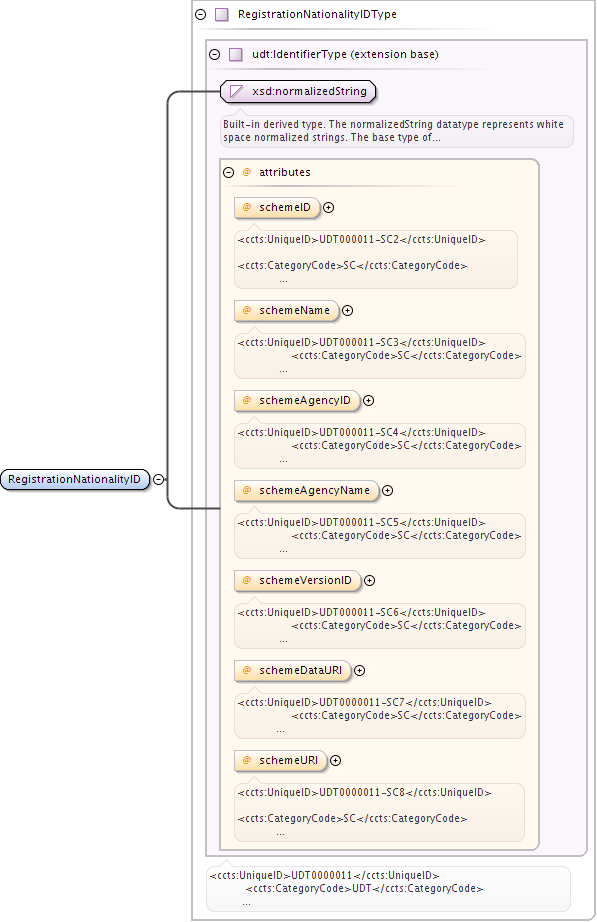 RegistrationNationalityIDType
udt:IdentifierType (extension base)
xsd:normalizedString
Built-in derived type. The normalizedString datatype represents white
space normalized strings. The base type of...
@ attributes
@ schemeID
<ccts:UniqueID>UDT000011-SC2</ccts:UniqueID>
<ccts:CategoryCode>SC</ccts:CategoryCode>
...
@ schemeName
<ccts:UniqueID>UDT000011-SC3</ccts:UniqueID>
<ccts:CategoryCode>SC</ccts:CategoryCode>
...
@ schemeAgencyID
<ccts:UniqueID>UDT000011-SC4</ccts:UniqueID>
<ccts:CategoryCode>SC</ccts:CategoryCode>
...
RegistrationNationalityID
@ schemeAgencyName
<ccts:UniqueID>UDT000011-SC5</ccts:UniqueID>
<ccts:CategoryCode>SC</ccts:CategoryCode>
...
@ schemeVersionID
<ccts:UniqueID>UDT000011-SC6</ccts:UniqueID>
<ccts:CategoryCode>SC</ccts:CategoryCode>
...
@ schemeDataURI
<ccts:UniqueID>UDT0000011-SC7</ccts:UniqueID>
<ccts:CategoryCode>SC</ccts:CategoryCode>
...
@ schemeURI
<ccts:UniqueID>UDT0000011-SC8</ccts:UniqueID>
<ccts:CategoryCode>SC</ccts:CategoryCode>
...
<ccts:UniqueID>UDT0000011</ccts:UniqueID>
<ccts:CategoryCode>UDT</ccts:CategoryCode>
...